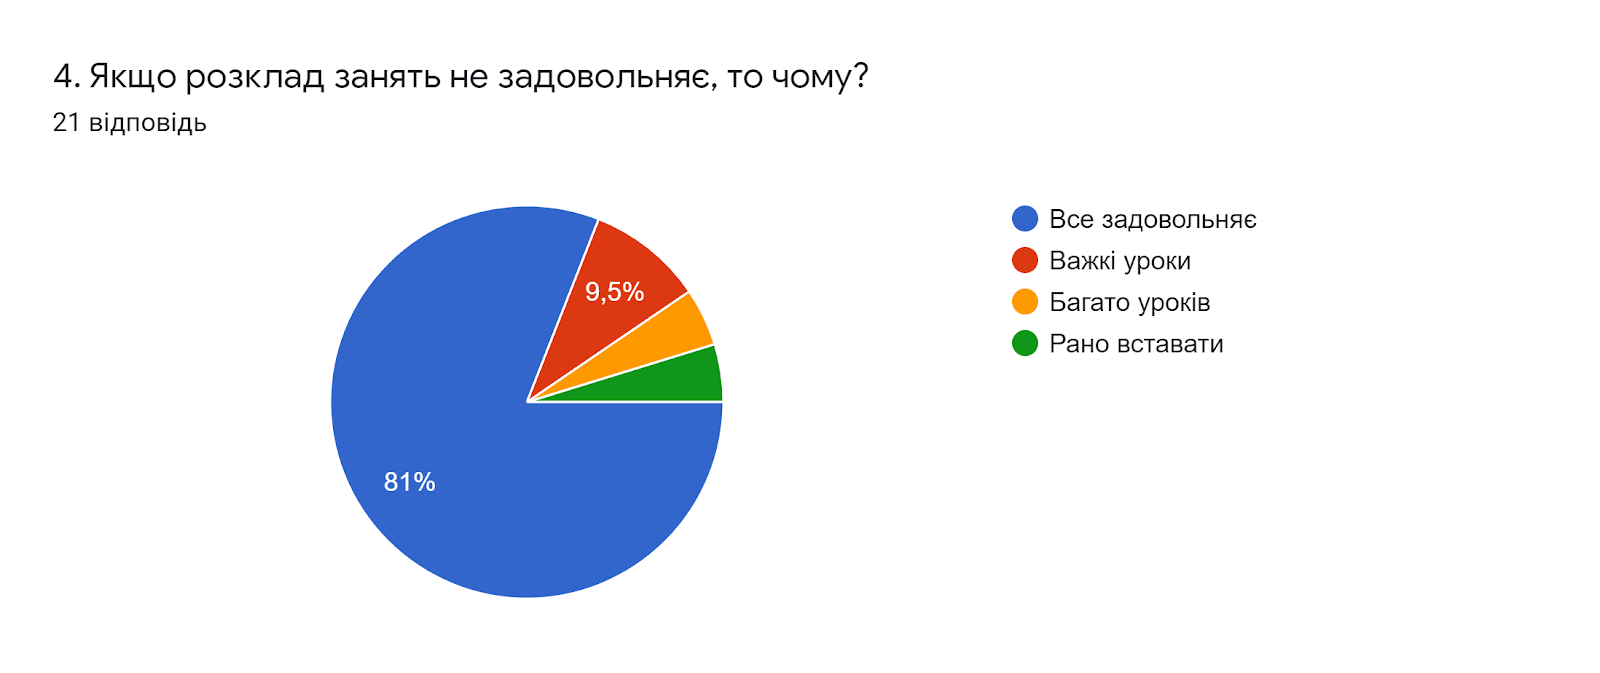 4. Якщо розклад занять не задовольняє, то чому?
21 відповідь
Все задовольняє
Важкі уроки
Багато уроків
Рано вставати
9,5%
81%